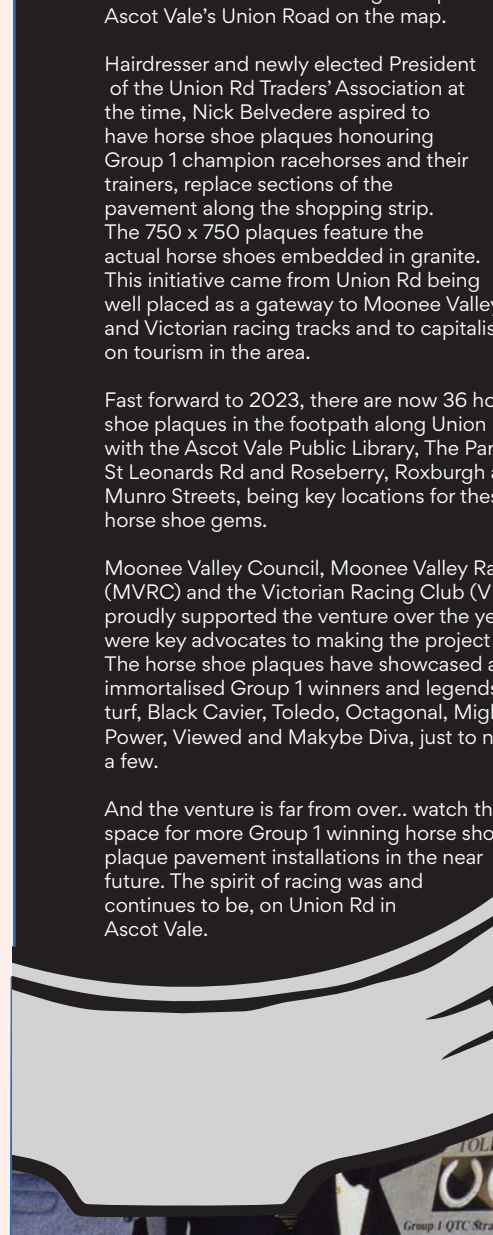 Ascot Vale's Union Road on the map.
Hairdresser and newly elected President
of the Union Rd Traders' Association at
the time, Nick Belvedere aspired to
have horse shoe plaques honouring
Group 1 champion racehorses and their
trainers, replace sections of the
pavement along the shopping strip.
The 750 x 750 plaques feature the
actual horse shoes embedded in granite.
This initiative came from Union Rd being
well placed as a gateway to Moonee Valley
and Victorian racing tracks and to capitalis
on tourism in the area.
Fast forward to 2023, there are now 36 ho
shoe plaques in the footpath along Union
with the Ascot Vale Public Library, The Par
St Leonards Rd and Roseberry, Roxburgh a
Munro Streets, being key locations for thes
horse shoe gems.
Moonee Valley Council, Moonee Valley Ra
(MVRC) and the Victorian Racing Club (V
proudly supported the venture over the ye
were key advocates to making the project
The horse shoe plaques have showcased a
immortalised Group 1 winners and legends
turf, Black Cavier, Toledo, Octagonal, Migh
Power, Viewed and Makybe Diva, just to n
a few.
And the venture is far from over.. watch th
space for more Group 1 winning horse sho
plaque pavement installations in the near
future. The spirit of racing was and
continues to be, on Union Rd in
Ascot Vale.
TOL
Group 1 QTC Stra